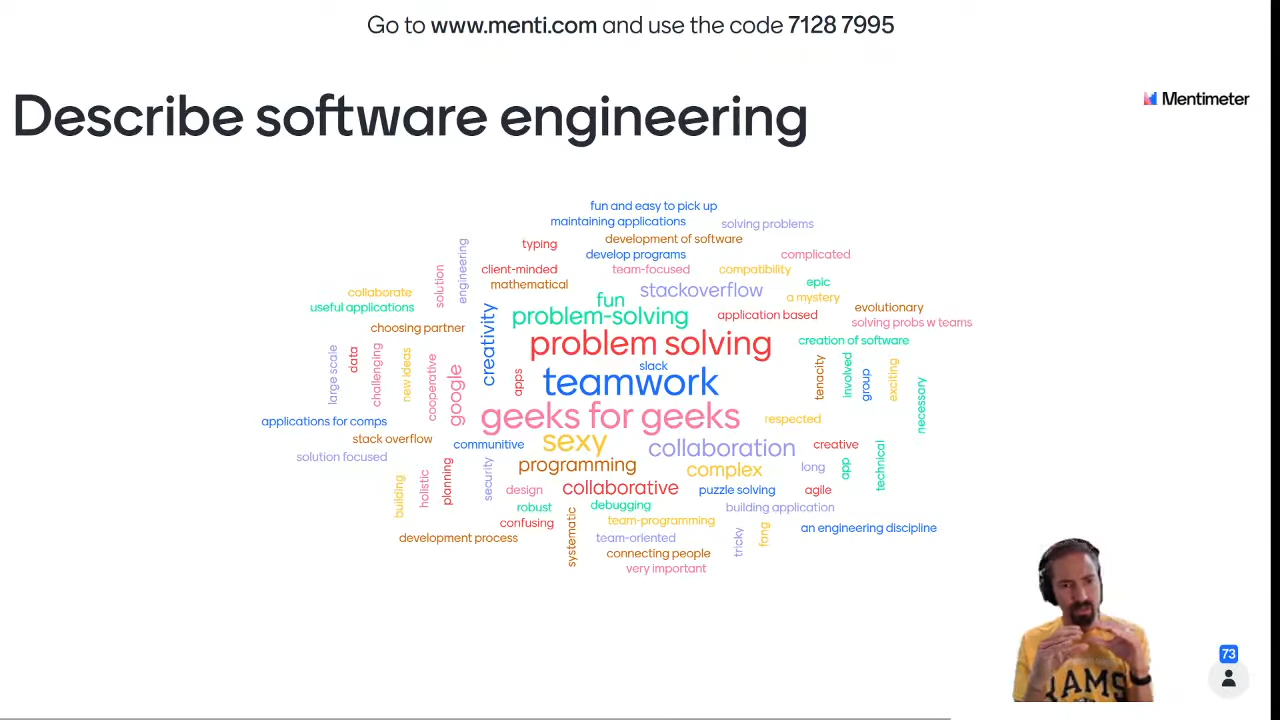 Go to www.menti.com and use the code 7128 7995
Describe software engineering
Mentimeter
fun and easy to pick up
maintaining applications
solving problems
typing
development of software
engineering
develop programs
complicated
solution
client-minded
team-focused
compatibility
mathematical
epic
collaborate
fun
stackoverflow
a mystery
useful applications
creativity
problem-solving
application based
evolutionary
choosing partner
solving probs w teams
problem solving
creation of software
large scale
data
challenging
new ideas
cooperative
google
apps
slack
teamwork
tenacity
involved
group
exciting
necessary
applications for comps
geeks for geeks
respected
stack overflow
communitive
sexy
collaboration
creative
solution focused
programming
complex
long
app
technical
building
holistic
planning
security
design
collaborative
puzzle solving
agile
robust
debugging
building application
confusing
systematic
team-programming
tricky
fang
an engineering discipline
development process
team-oriented
connecting people
very important
RAMS
73